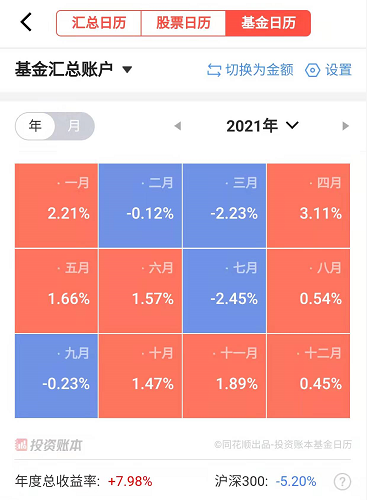 汇总日历 股票日历 基金日历
基金汇总账户 切换为金额 设置
年 月 2021年
· 一月 · 二月 · 三月 · 四月
2.21% -0.12% -2.23% 3.11%
· 五月 · 六月 · 七月 · 八月
1.66% 1.57% -2.45% 0.54%
· 九月 · 十月 · 十一月 · 十二月
-0.23% 1.47% 1.89% 0.45%
投资账本 ©同花顺出品-投资账本基金日历
年度总收益率: +7.98% 沪深300: -5.20% ?